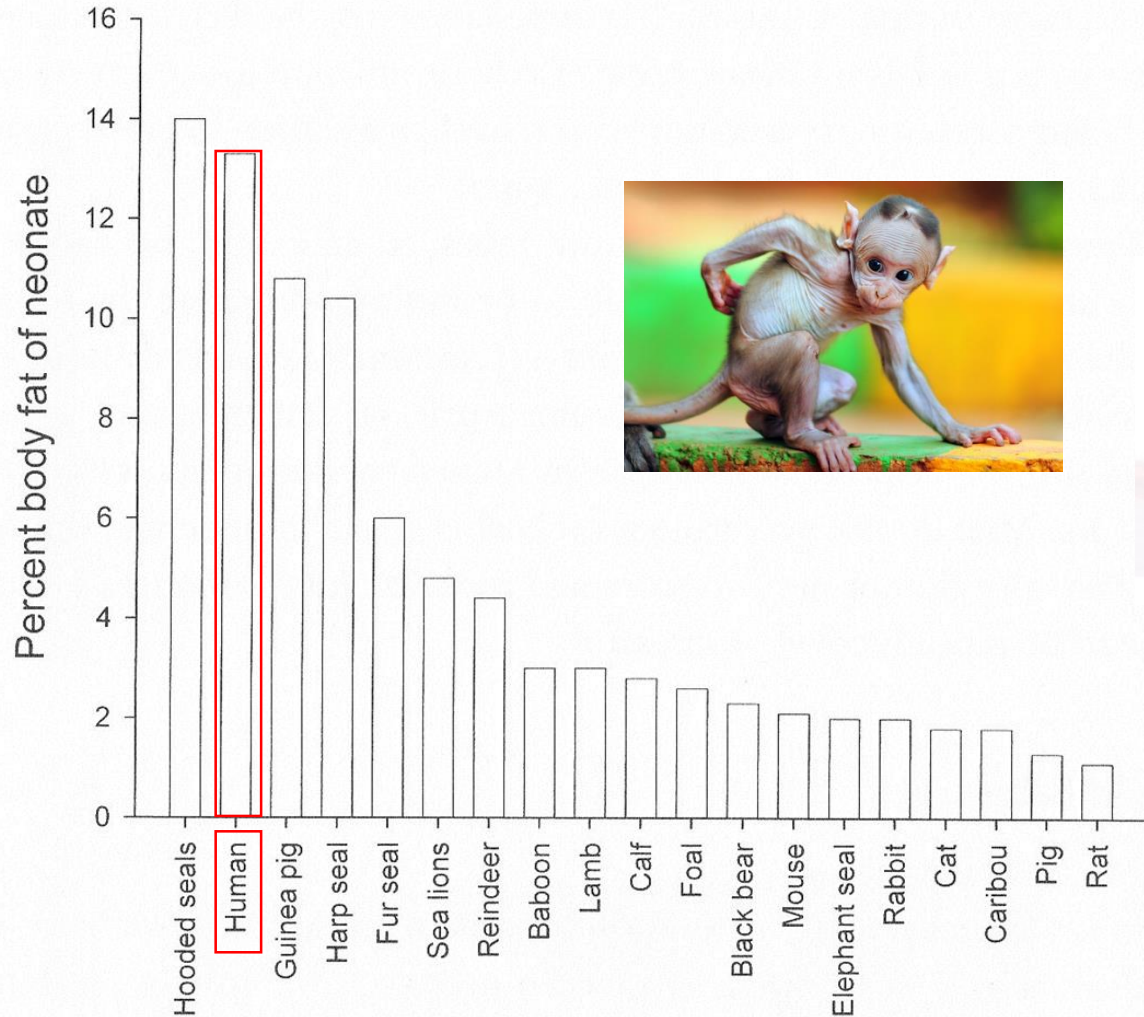 Percent body fat of neonate
16
14
12
10
8
6
4
2
0
Hooded seals
Human
Guinea pig
Harp seal
Fur seal
Sea lions
Reindeer
Baboon
Lamb
Calf
Foal
Black bear
Mouse
Elephant seal
Rabbit
Cat
Caribou
Pig
Rat